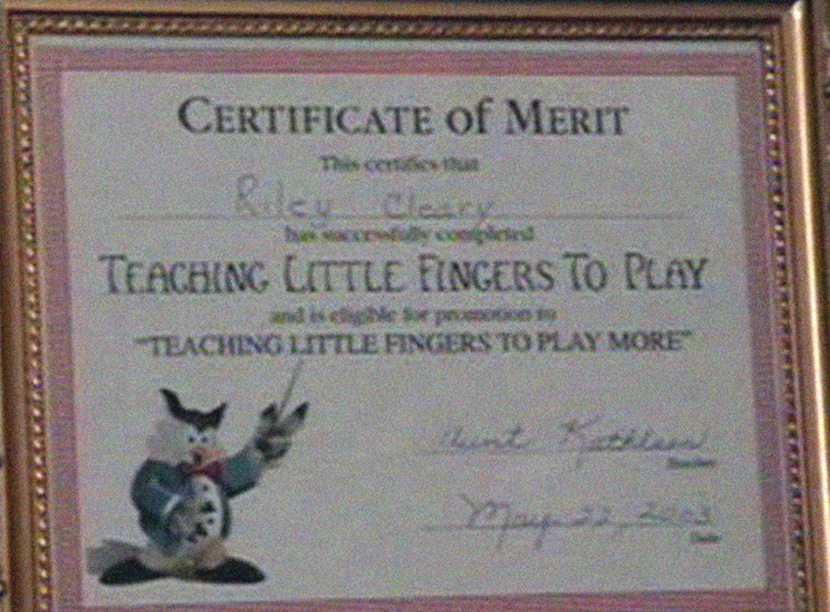 CERTIFICATE of MERIT
This certifies that
Riley Cleary
has successfully completed
TEACHING LITTLE FINGERS TO PLAY
and is eligible for promotion to
"TEACHING LITTLE FINGERS TO PLAY MORE"
Aunt Kathleen
Teacher
May 22, 2003
Date